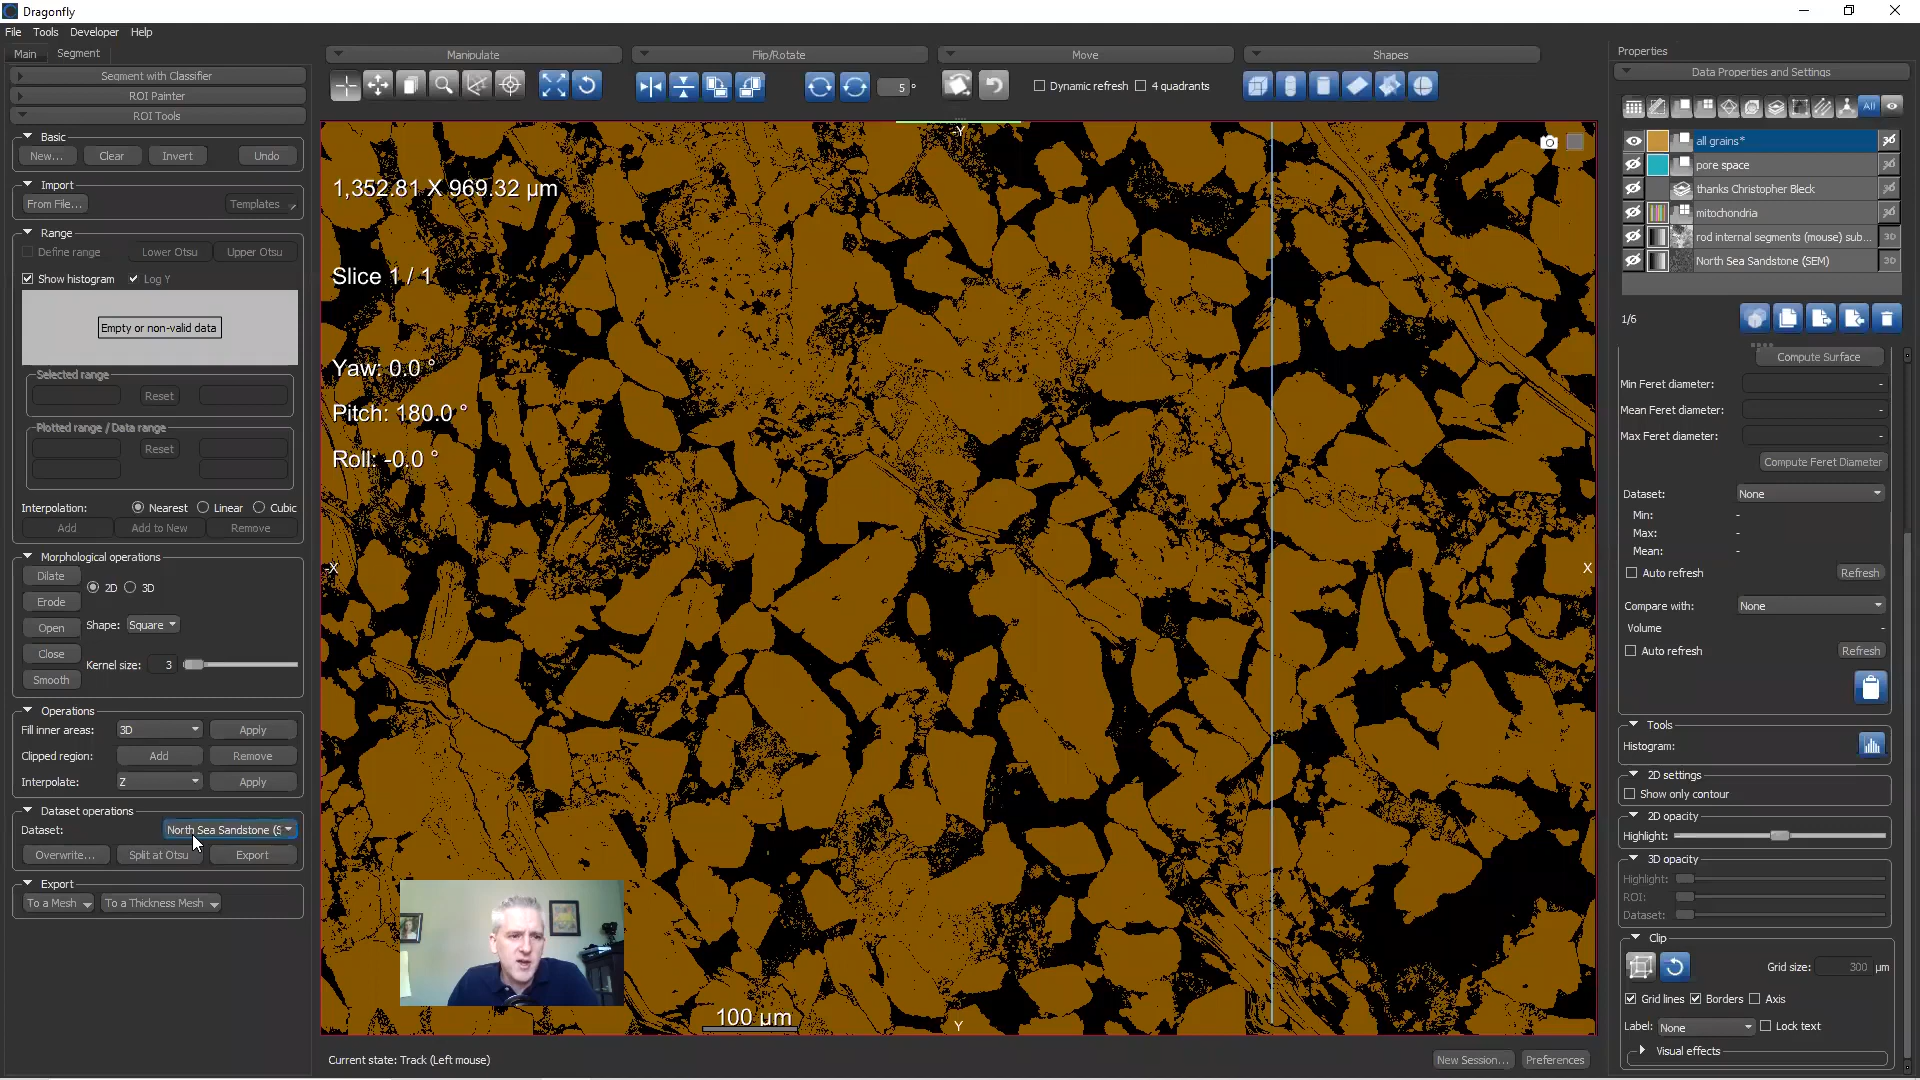 Dragonfly
File Tools Developer Help
Main Segment
Segment with Classifier
ROI Painter
ROI Tools
Basic
New... Clear Invert Undo
Import
From File... Templates
Range
Define range Lower Otsu Upper Otsu
Show histogram Log Y
Empty or non-valid data
Selected range
Reset
Plotted range / Data range
Reset
Interpolation: Nearest Linear Cubic
Add Add to New Remove
Morphological operations
Dilate
2D 3D
Erode
Open
Shape: Square
Close
Kernel size: 3
Smooth
Operations
Fill inner areas: 3D Apply
Clipped region: Add Remove
Interpolate: Z Apply
Dataset operations
Dataset: North Sea Sandstone (S
Overwrite... Split at Otsu Export
Export
To a Mesh To a Thickness Mesh
Manipulate Flip/Rotate Move Shapes
5 °
Dynamic refresh 4 quadrants
-Y
1,352.81 X 969.32 µm
Slice 1 / 1
Yaw: 0.0 °
Pitch: 180.0 °
Roll: -0.0 °
-X
X
100 µm
Y
Current state: Track (Left mouse)
New Session... Preferences
Properties
Data Properties and Settings
All
all grains*
pore space
thanks Christopher Bleck
mitochondria
rod internal segments (mouse) sub... 3D
North Sea Sandstone (SEM) 3D
1/6
Compute Surface
Min Feret diameter: -
Mean Feret diameter: -
Max Feret diameter: -
Compute Feret Diameter
Dataset: None
Min: -
Max: -
Mean: -
Auto refresh Refresh
Compare with: None
Volume -
Auto refresh Refresh
Tools
Histogram:
2D settings
Show only contour
2D opacity
Highlight:
3D opacity
Highlight:
ROI:
Dataset:
Clip
Grid size: 300 µm
Grid lines Borders Axis
Label: None Lock text
Visual effects